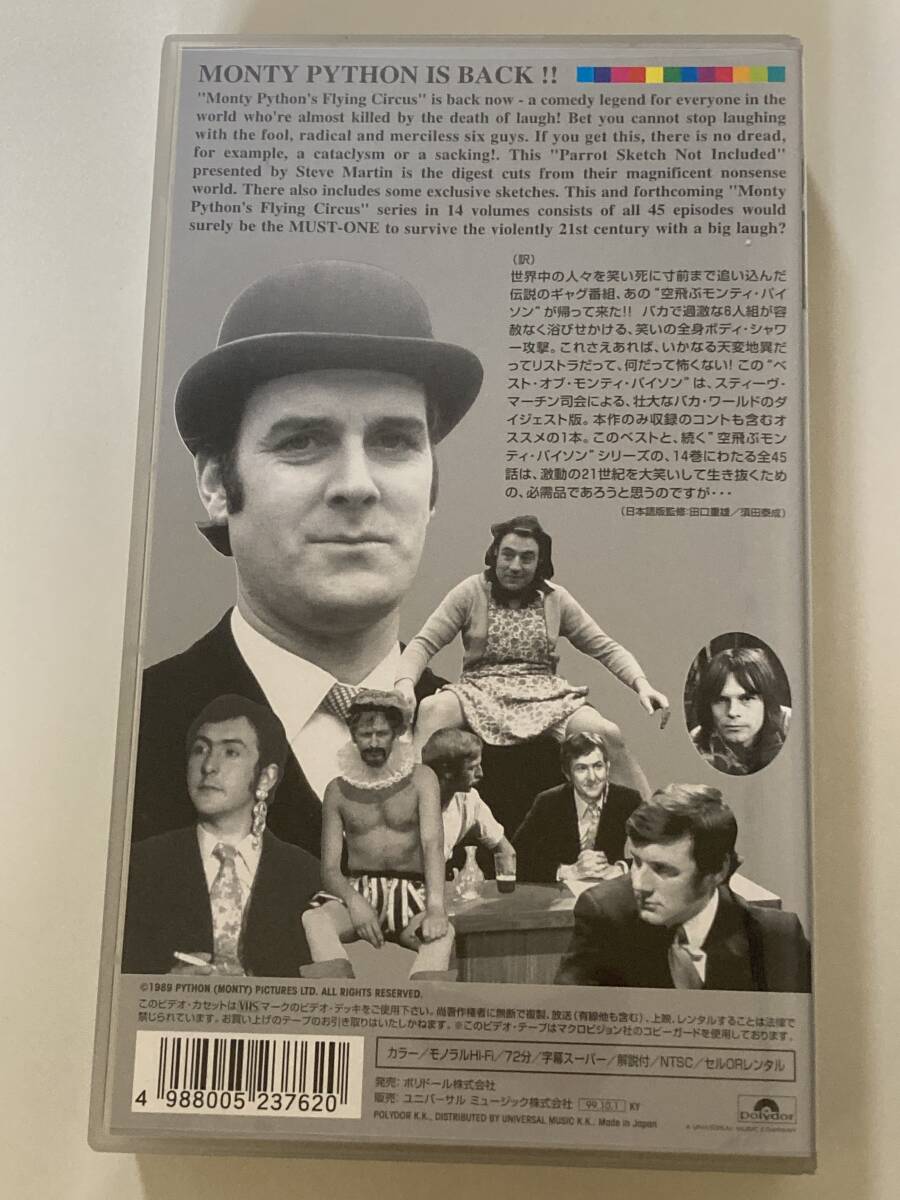 MONTY PYTHON IS BACK !!
"Monty Python's Flying Circus" is back now - a comedy legend for everyone in the
world who're almost killed by the death of laugh! Bet you cannot stop laughing
with the fool, radical and merciless six guys. If you get this, there is no dread,
for example, a cataclysm or a sacking!. This "Parrot Sketch Not Included"
presented by Steve Martin is the digest cuts from their magnificent nonsense
world. There also includes some exclusive sketches. This and forthcoming "Monty
Python's Flying Circus" series in 14 volumes consists of all 45 episodes would
surely be the MUST-ONE to survive the violently 21st century with a big laugh?
（訳）
世界中の人々を笑い死に寸前まで追い込んだ
伝説のギャグ番組、あの“空飛ぶモンティ・パイ
ソン”が帰って来た!! バカで過激な6人組が容
赦なく浴びせかける、笑いの全身ボディ・シャワ
ー攻撃。これさえあれば、いかなる天変地異だ
ってリストラだって、何だって怖くない! この“ベ
スト・オブ・モンティ・パイソン”は、スティーヴ・
マーチン司会による、壮大なバカ・ワールドのダ
イジェスト版。本作のみ収録のコントも含むオ
ススメの1本。このベストと、続く“空飛ぶモン
ティ・パイソン”シリーズの、14巻にわたる全45
話は、激動の21世紀を大笑いして生き抜くため
の、必需品であろうと思うのですが・・・
（日本語版監修:田口重雄／須田泰成）
©1989 PYTHON (MONTY) PICTURES LTD. ALL RIGHTS RESERVED.
このビデオ・カセットはVHSマークのビデオ・デッキをご使用下さい。尚著作権者に無断で複製、放送（有線他も含む）、上映、レンタルすることは法律で
禁じられています。お買い上げのテープのお引き取りはいたしかねます。※このビデオ・テープはマクロビジョン社のコピーガードを使用しております。
カラー／モノラルHi-Fi／72分／字幕スーパー／解説付／NTSC／セルORレンタル
発売: ポリドール株式会社
販売: ユニバーサル ミュージック株式会社 99.10.1 KY
POLYDOR K.K., DISTRIBUTED BY UNIVERSAL MUSIC K.K., Made in Japan
4 988005 237620
Polydor
A UNIVERSAL MUSIC COMPANY